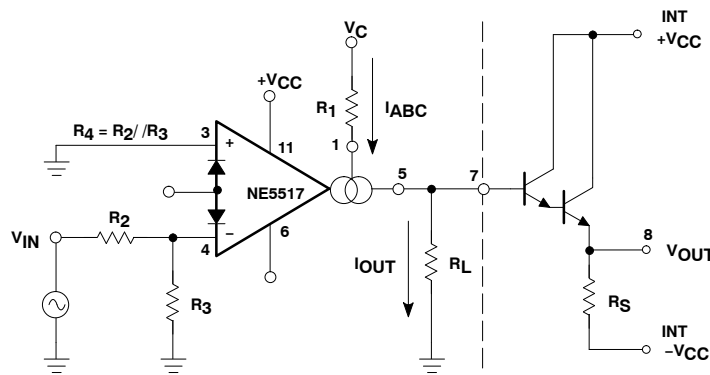 VC
INT
+VCC
+VCC
R1
IABC
R4 = R2/ /R3
3
+
11
1
NE5517
5
7
VIN
R2
4
−
6
IOUT
RL
8
VOUT
R3
RS
INT
−VCC